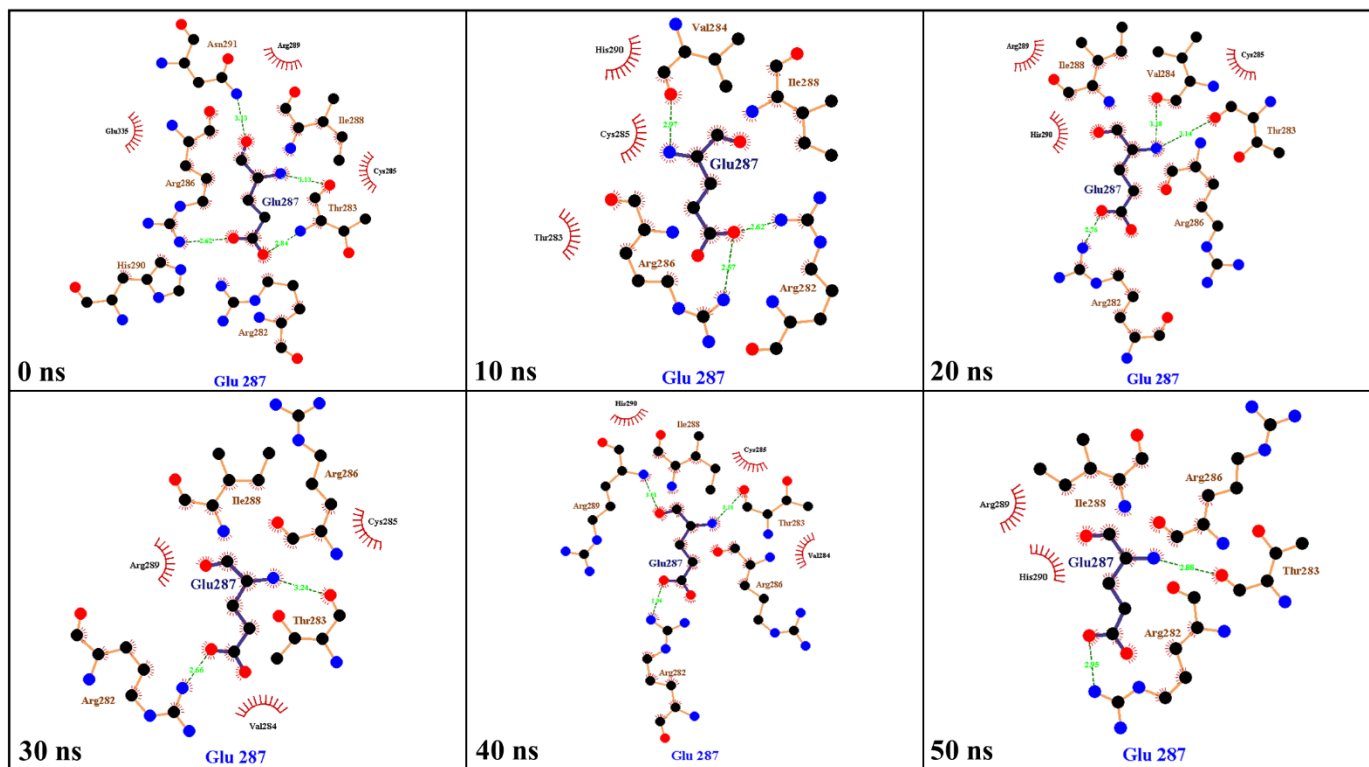 Asn291
Arg289
Glu335
Ile288
3.13
Cys285
Arg286
3.13
Glu287
Thr283
2.62
2.84
His290
Arg282
0 ns
Glu 287
Val284
His290
Ile288
2.97
Cys285
Glu287
Thr283
2.62
Arg286
2.57
Arg282
10 ns
Glu 287
Arg289
Ile288
Val284
Cys285
3.18
3.14
His290
Thr283
Glu287
Arg286
2.76
Arg282
20 ns
Glu 287
Arg286
Ile288
Cys285
Arg289
Glu287
3.24
Thr283
2.66
Arg282
Val284
30 ns
Glu 287
His290
Ile288
Cys285
Arg289
Thr283
Val284
Glu287
Arg286
Arg282
40 ns
Glu 287
Arg286
Arg289
Ile288
Glu287
His290
2.88
Thr283
Arg282
50 ns
Glu 287